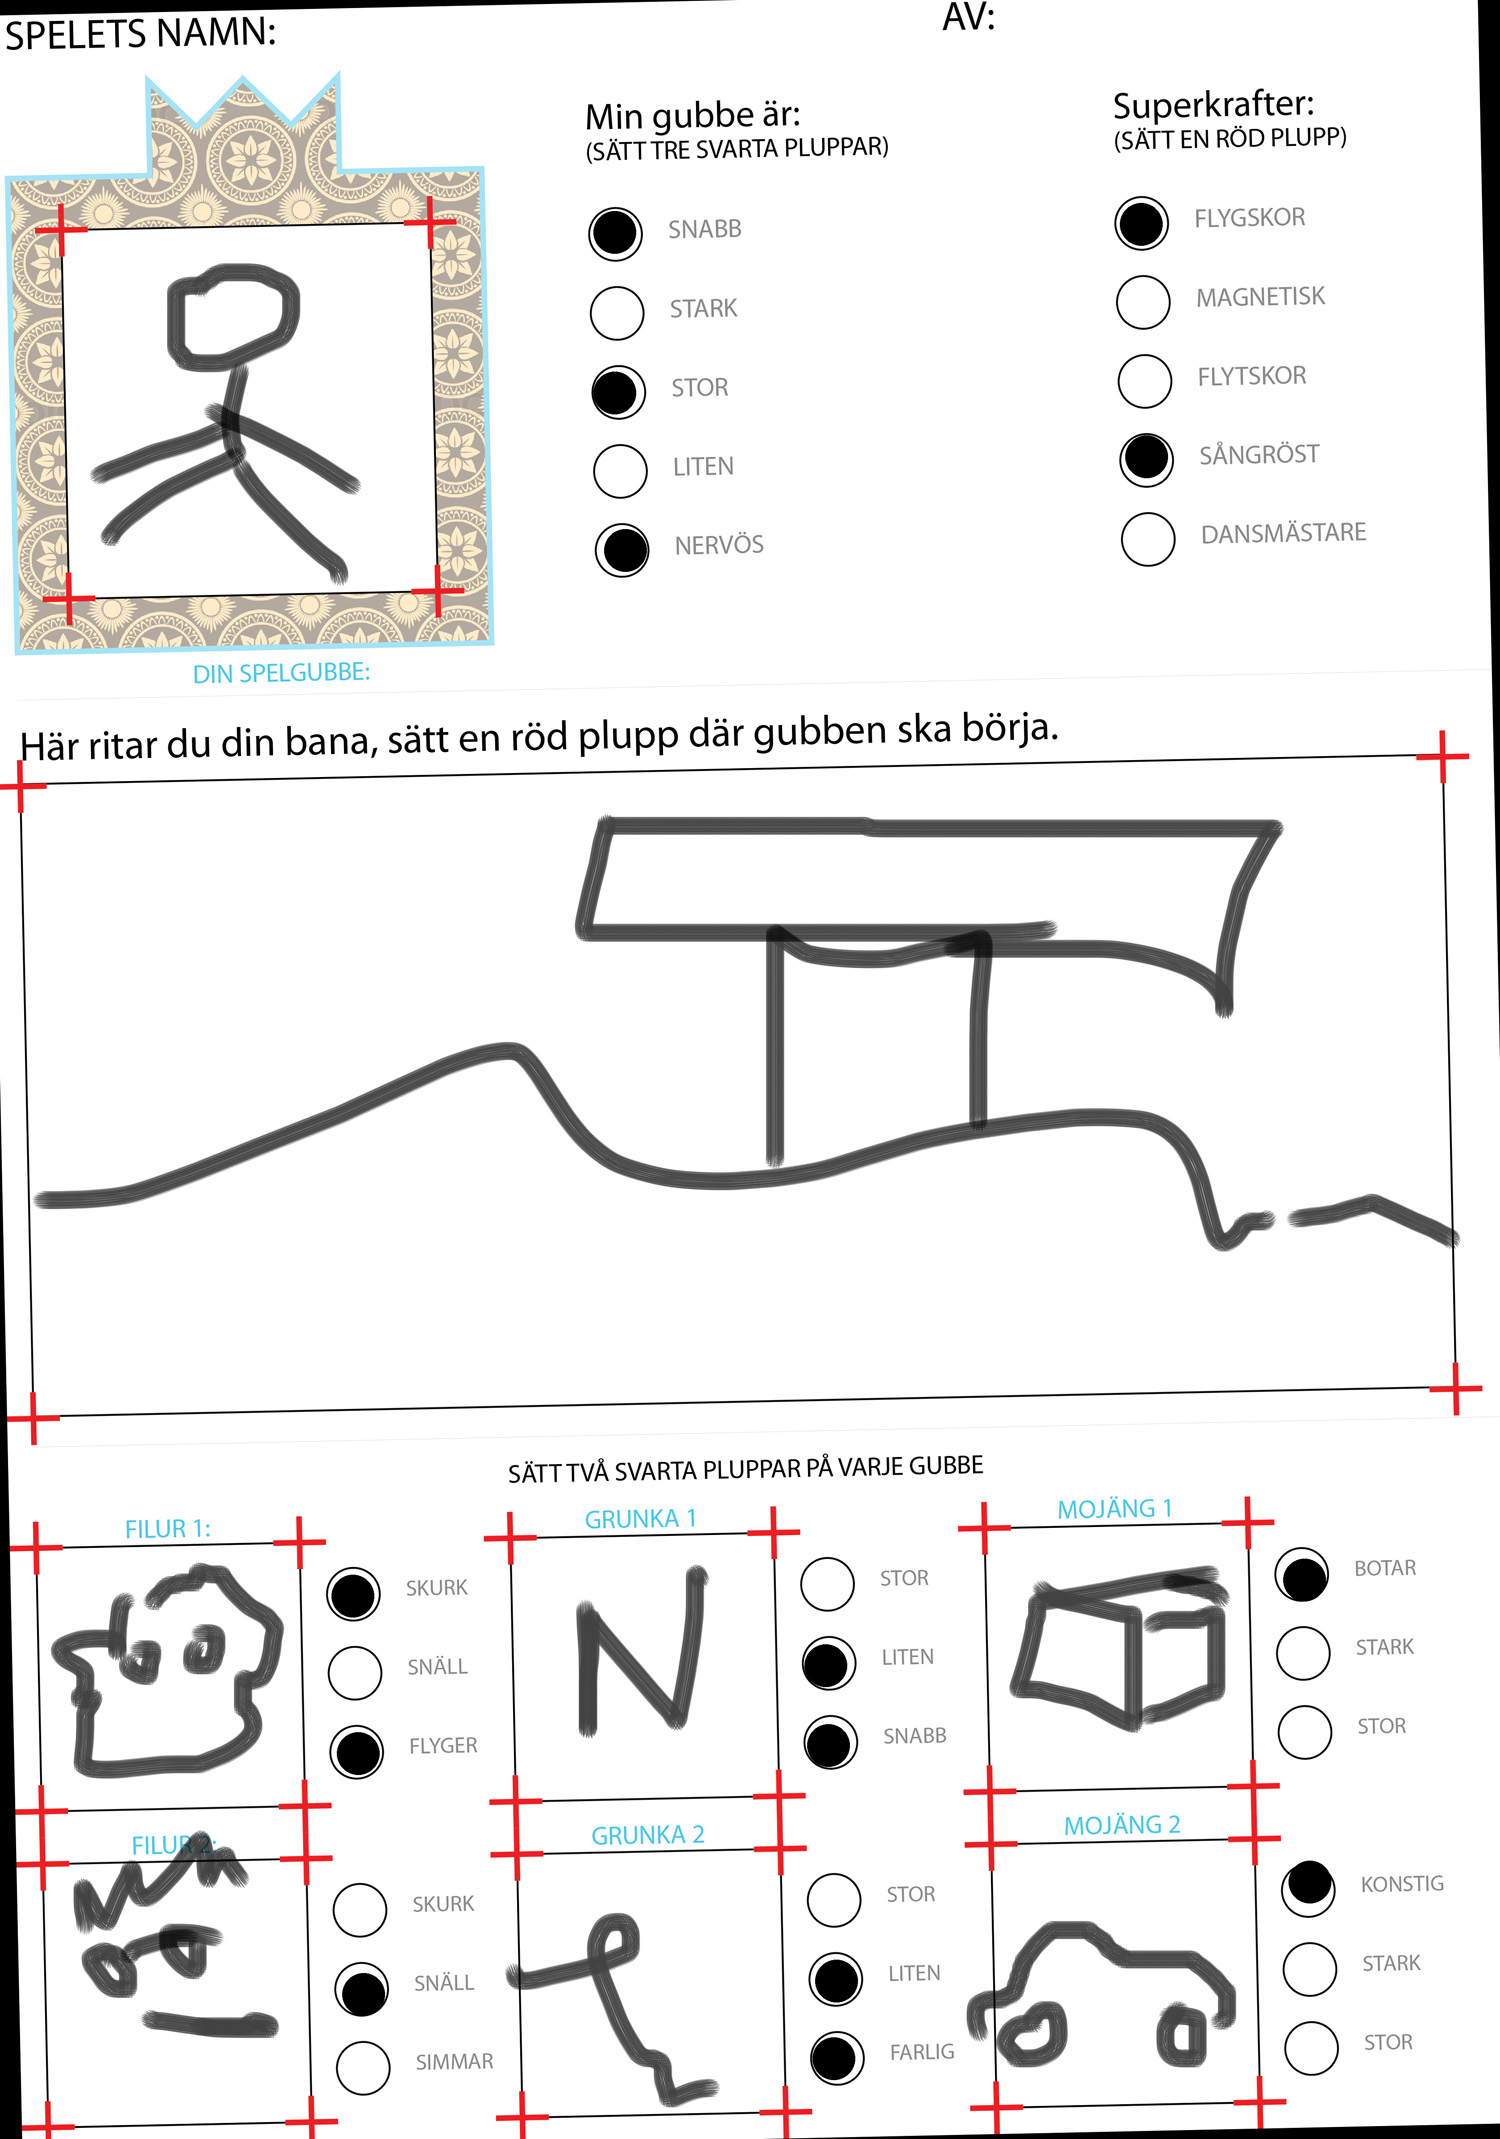 SPELETS NAMN:
AV:
Min gubbe är:
(SÄTT TRE SVARTA PLUPPAR)
SNABB
STARK
STOR
LITEN
NERVÖS
Superkrafter:
(SÄTT EN RÖD PLUPP)
FLYGSKOR
MAGNETISK
FLYTSKOR
SÅNGRÖST
DANSMÄSTARE
DIN SPELGUBBE:
Här ritar du din bana, sätt en röd plupp där gubben ska börja.
SÄTT TVÅ SVARTA PLUPPAR PÅ VARJE GUBBE
FILUR 1:
SKURK
SNÄLL
FLYGER
GRUNKA 1
N
STOR
LITEN
SNABB
MOJÄNG 1
BOTAR
STARK
STOR
FILUR 2:
SKURK
SNÄLL
SIMMAR
GRUNKA 2
STOR
LITEN
FARLIG
MOJÄNG 2
KONSTIG
STARK
STOR